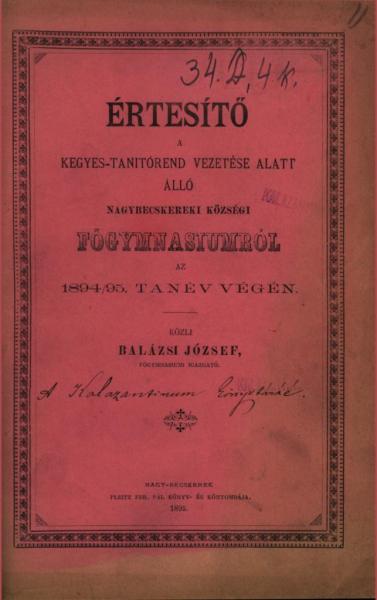 34. D, 4 k.
ÉRTESÍTŐ
A
KEGYES-TANITÓREND VEZETÉSE ALATT
ÁLLÓ
NAGYBECSKEREKI KÖZSÉGI
FŐGYMNASIUMRÓL
AZ
1894/95. TANÉV VÉGÉN.
KÖZLI
BALÁZSI JÓZSEF,
FŐGYMNASIUMI IGAZGATÓ.
A Kalazantinum könyvtáráé.
NAGY-BECSKEREK
PLEITZ FER. PÁL KÖNYV- ÉS KŐNYOMDÁJA.
1895.